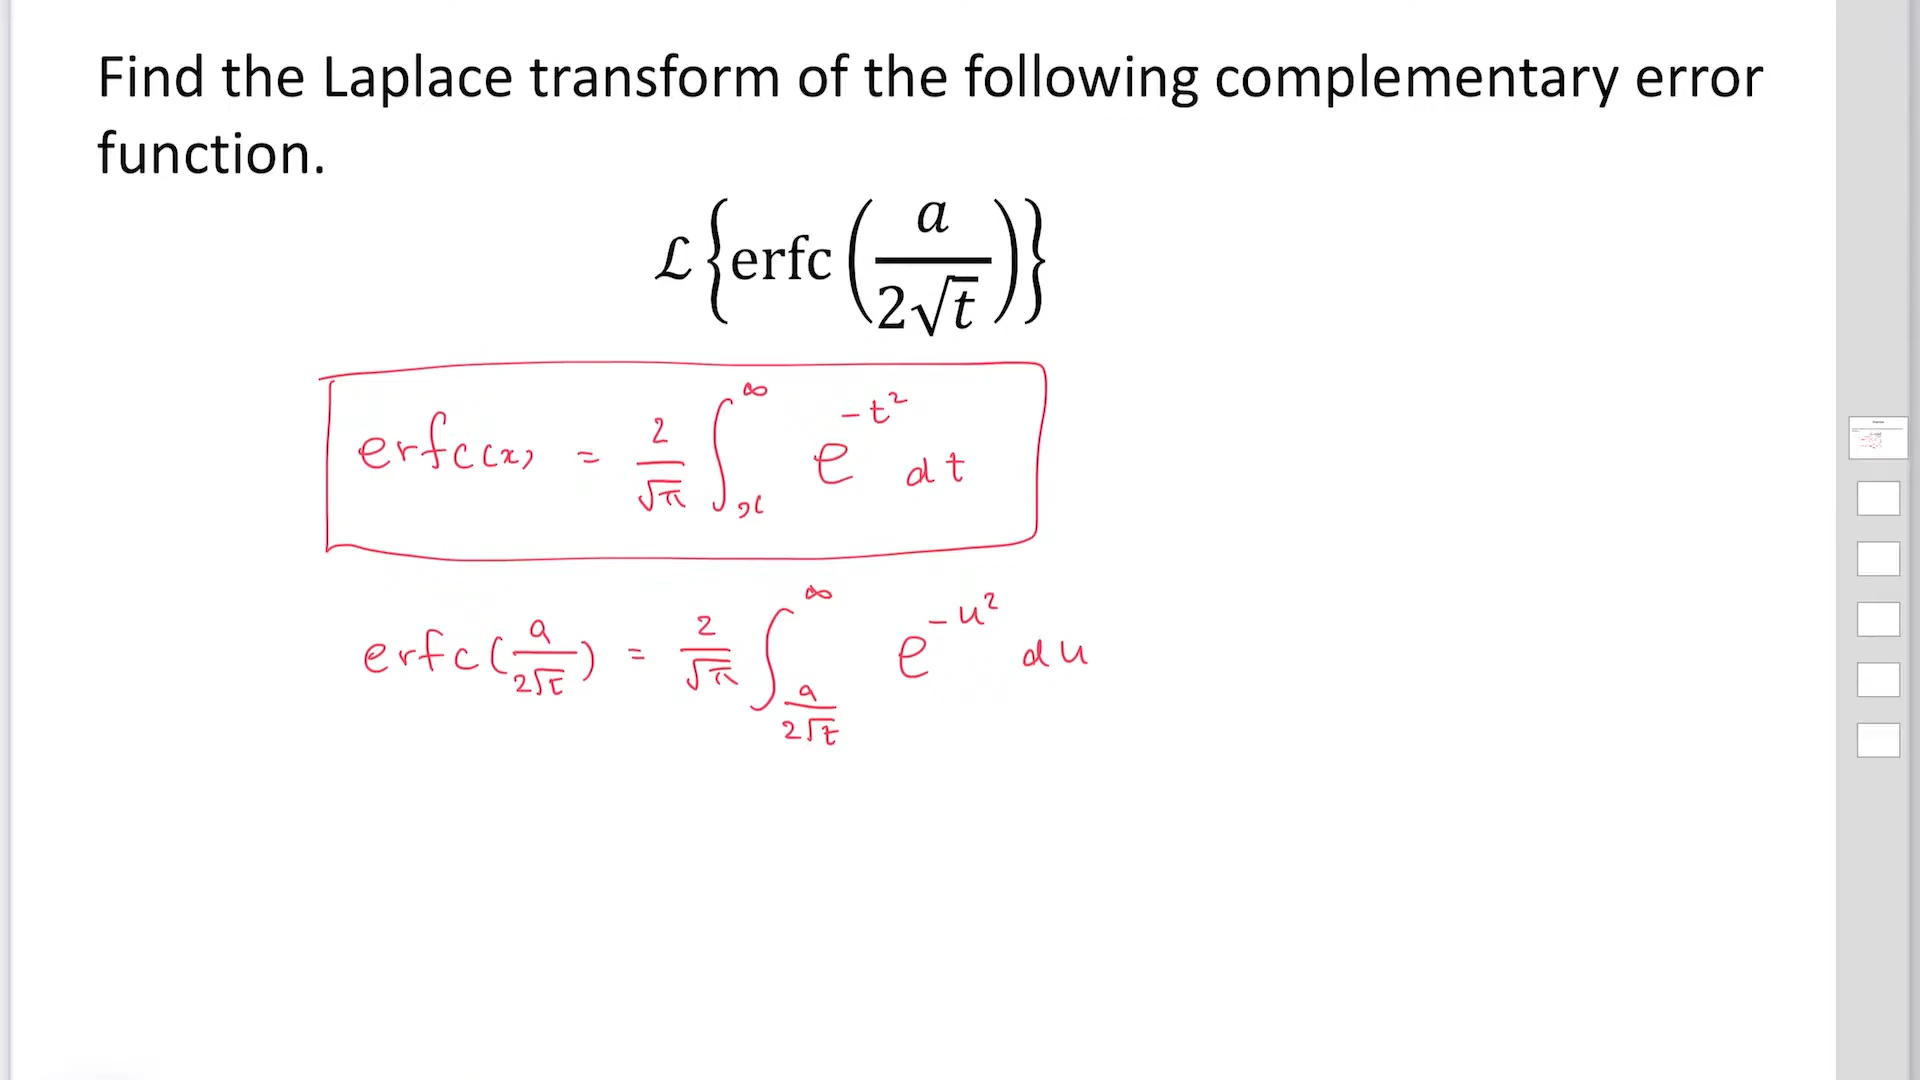 Find the Laplace transform of the following complementary error
function.
ℒ{erfc(a/(2√t))}
erfc(x) = 2/√π ∫_x^∞ e^(-t²) dt
erfc(a/(2√t)) = 2/√π ∫_(a/(2√t))^∞ e^(-u²) du